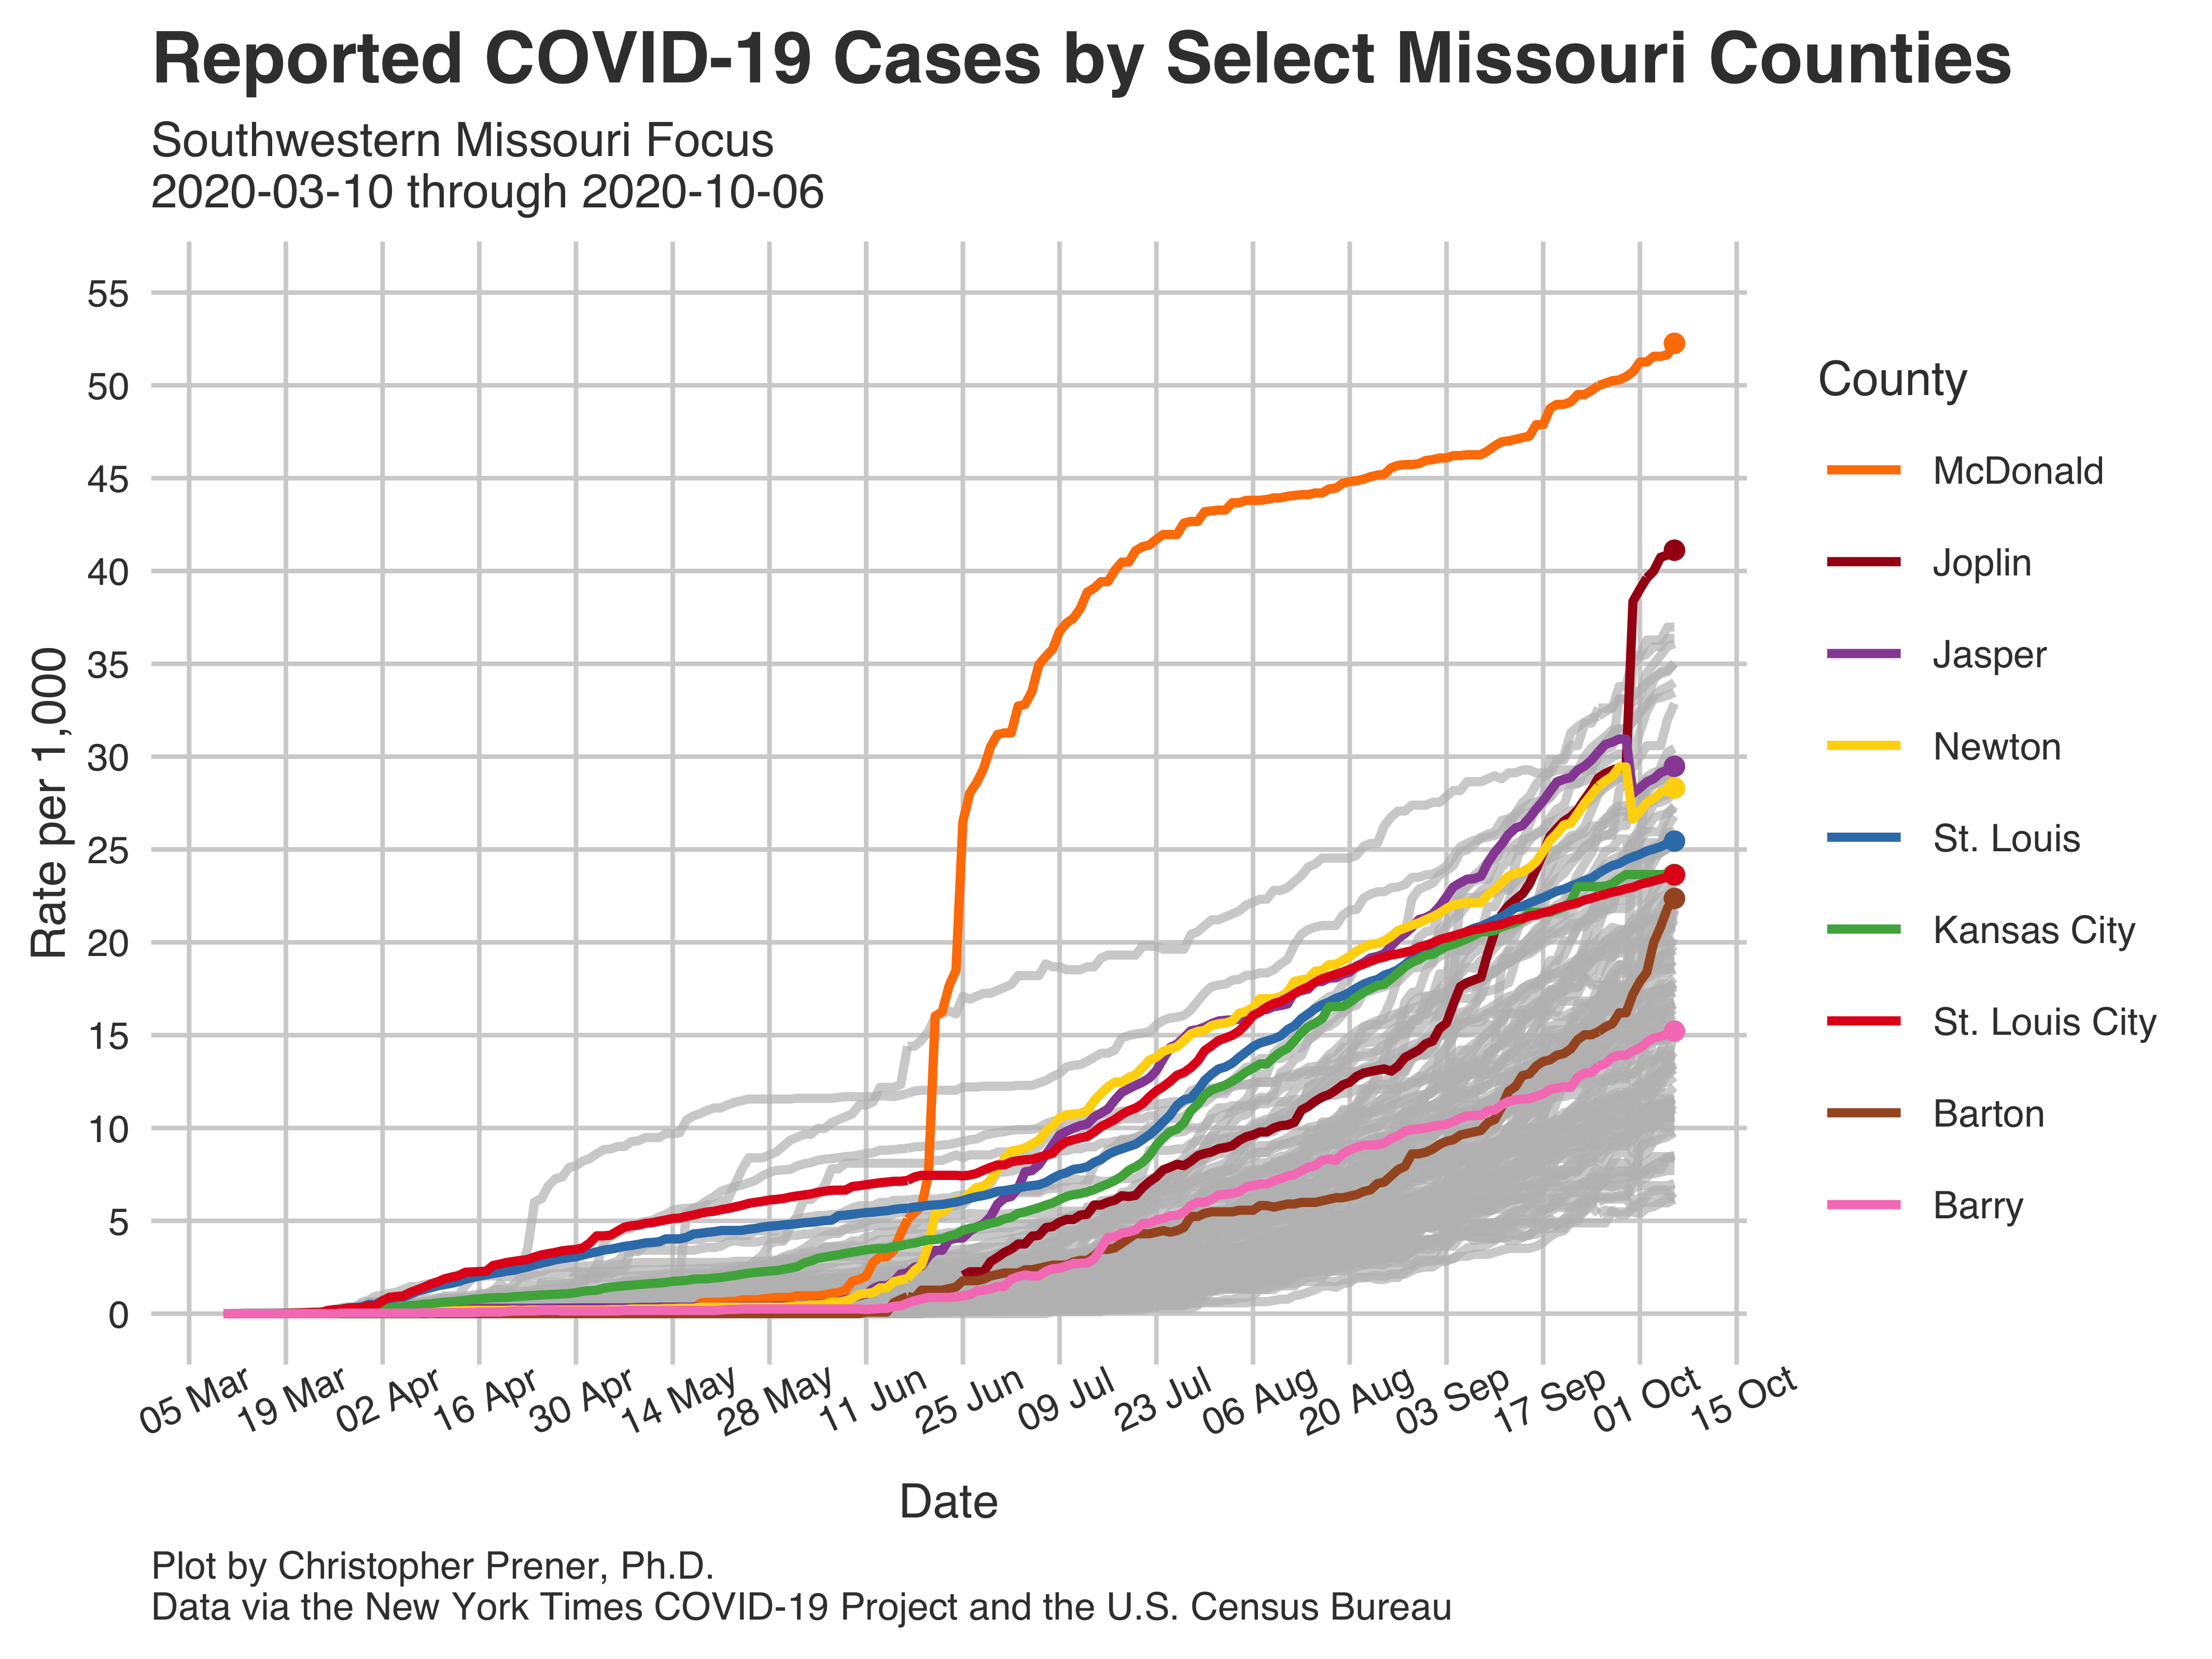 Reported COVID-19 Cases by Select Missouri Counties
Southwestern Missouri Focus
2020-03-10 through 2020-10-06
55
50
45
40
35
30
25
20
15
10
5
0
Rate per 1,000
05 Mar
19 Mar
02 Apr
16 Apr
30 Apr
14 May
28 May
11 Jun
25 Jun
09 Jul
23 Jul
06 Aug
20 Aug
03 Sep
17 Sep
01 Oct
15 Oct
Date
County
McDonald
Joplin
Jasper
Newton
St. Louis
Kansas City
St. Louis City
Barton
Barry
Plot by Christopher Prener, Ph.D.
Data via the New York Times COVID-19 Project and the U.S. Census Bureau